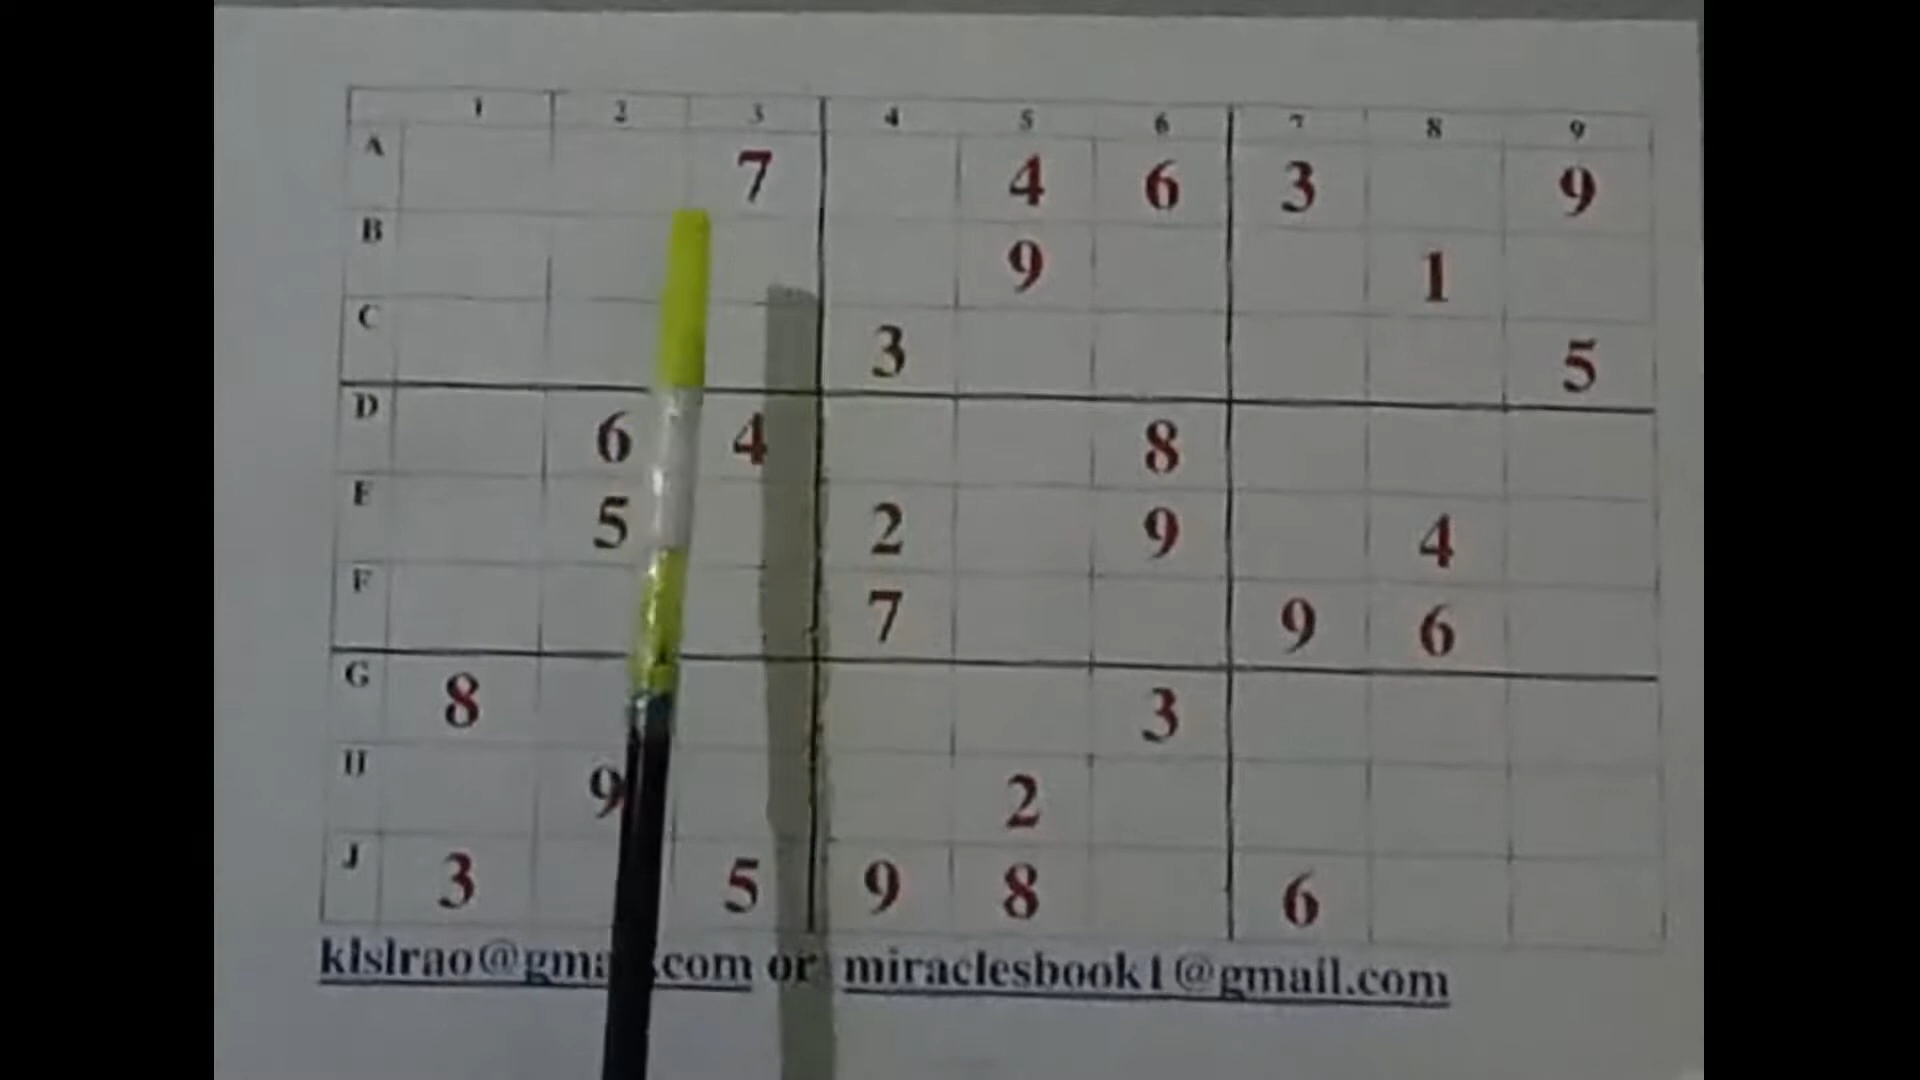 1 2 3 4 5 6 7 8 9
A 7 4 6 3 9
B 9 1
C 3 5
D 6 4 8
E 5 2 9 4
F 7 9 6
G 8 3
H 9 2
J 3 5 9 8 6
or miraclesbook1@gmail.com